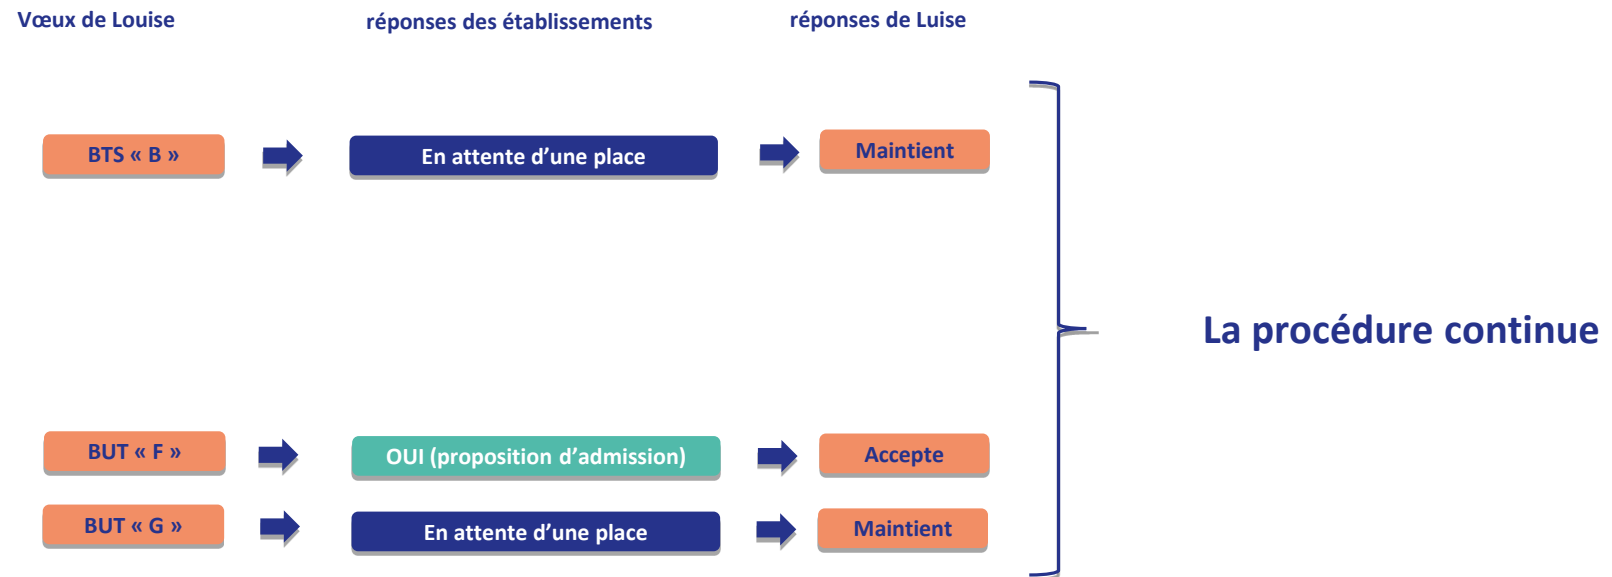 Vœux de Louise
réponses des établissements
réponses de Luise
BTS « B »
En attente d’une place
Maintient
La procédure continue
BUT « F »
OUI (proposition d’admission)
Accepte
BUT « G »
En attente d’une place
Maintient